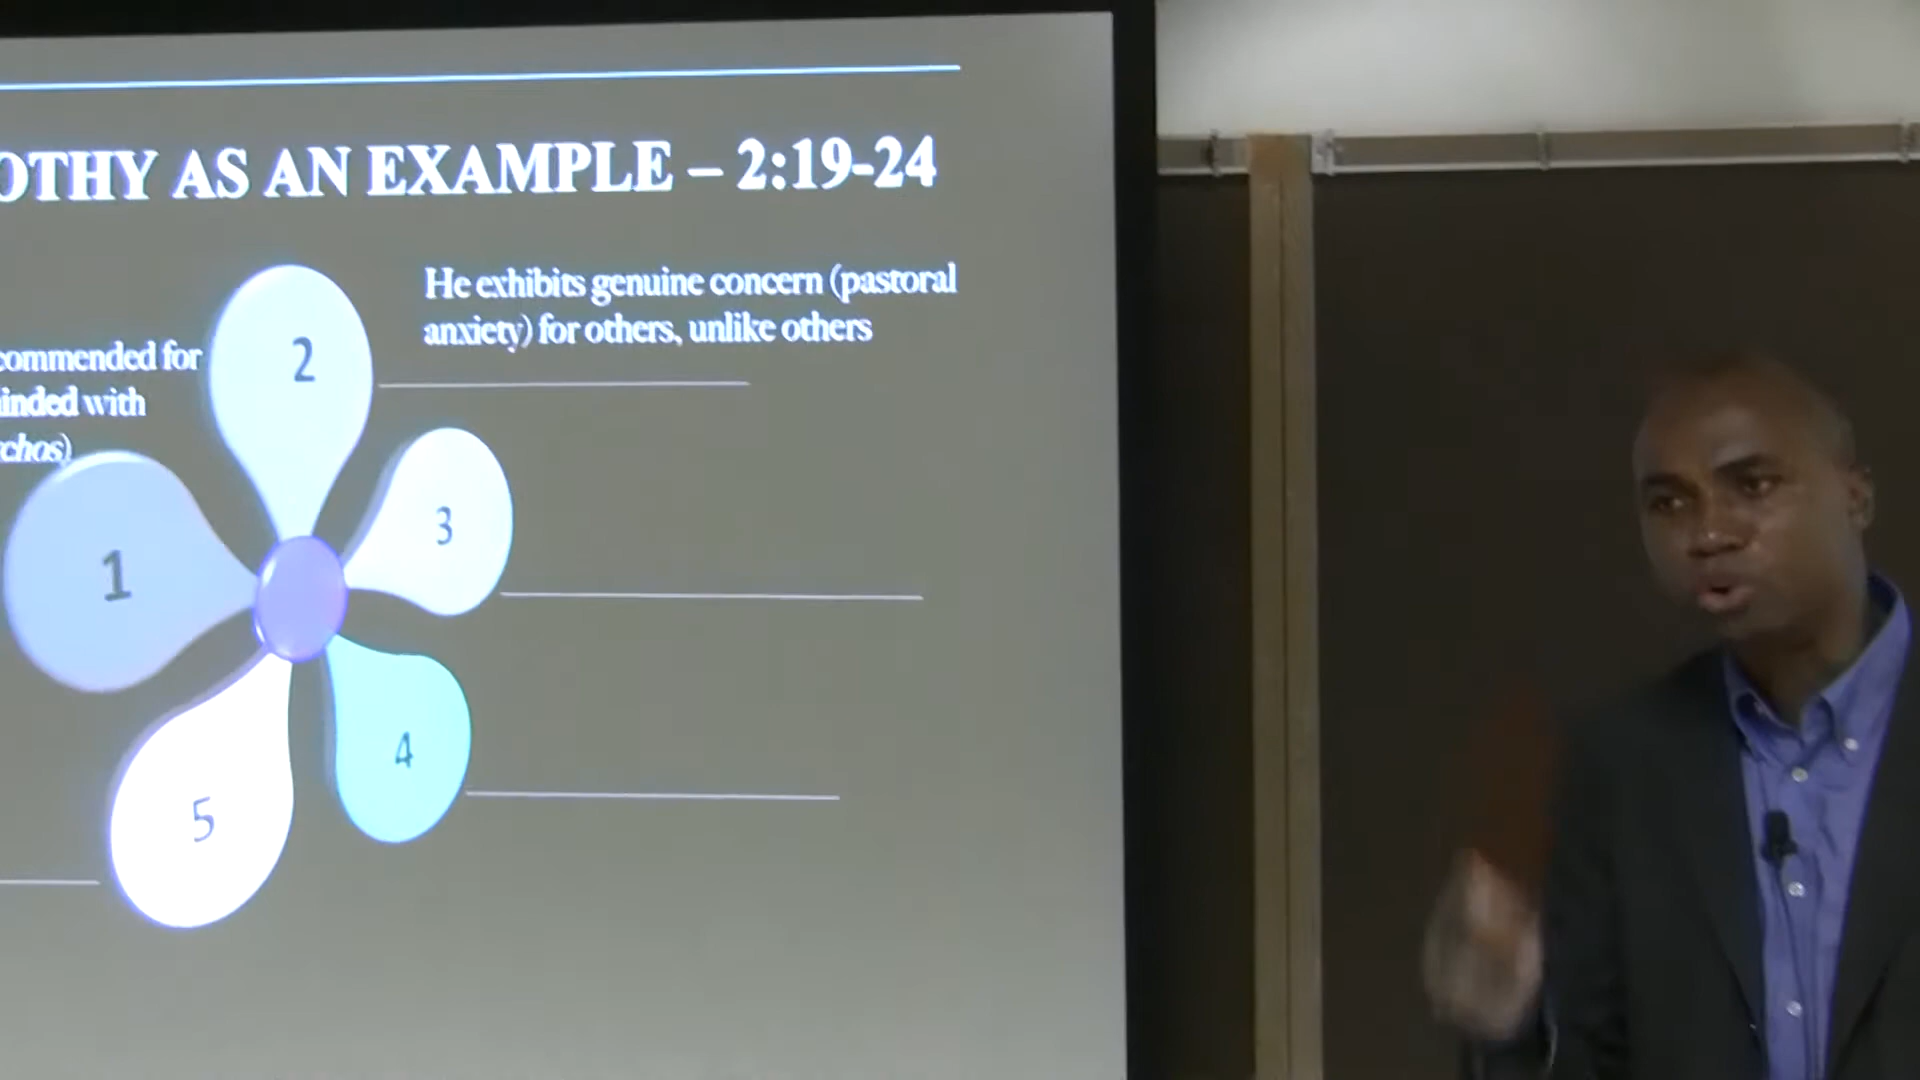 OTHY AS AN EXAMPLE – 2:19-24
He exhibits genuine concern (pastoral
anxiety) for others, unlike others
commended for
inded with
chos)
2
3
1
4
5